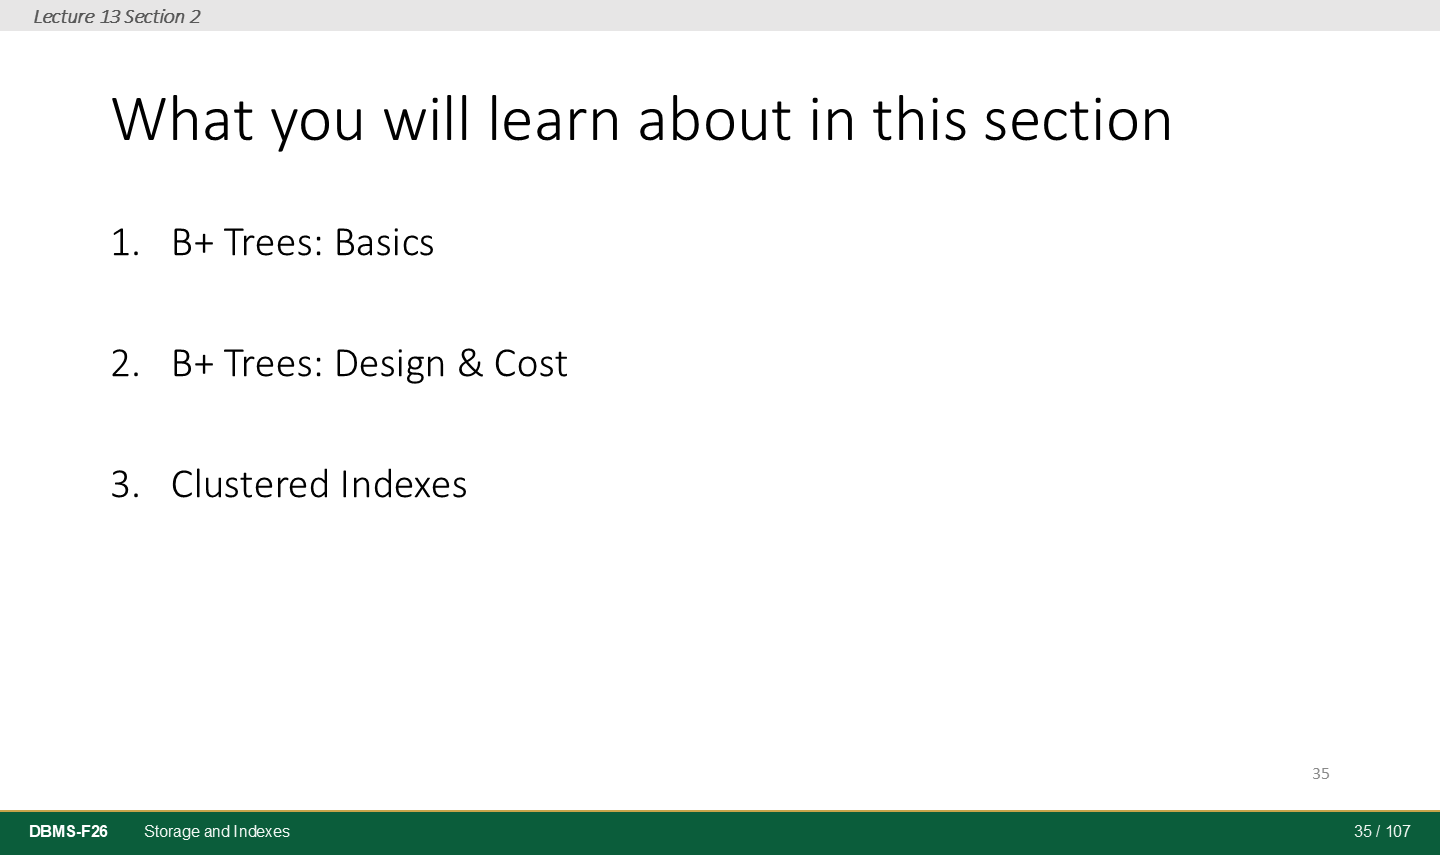 Lecture 13 Section 2
What you will learn about in this section
1. B+ Trees: Basics
2. B+ Trees: Design & Cost
3. Clustered Indexes
35
DBMS-F26 Storage and Indexes 35 / 107